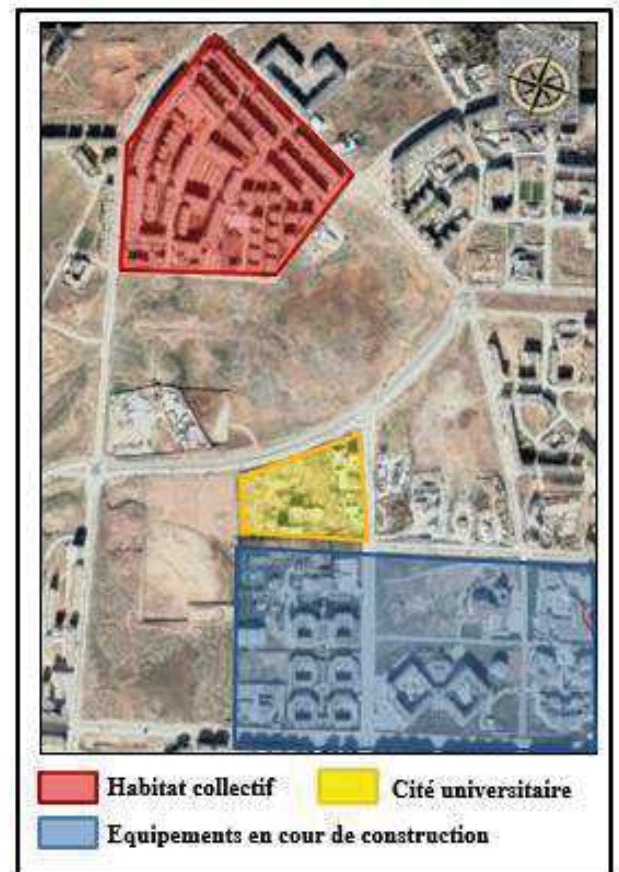 Habitat collectif
Cité universitaire
Equipements en cour de construction